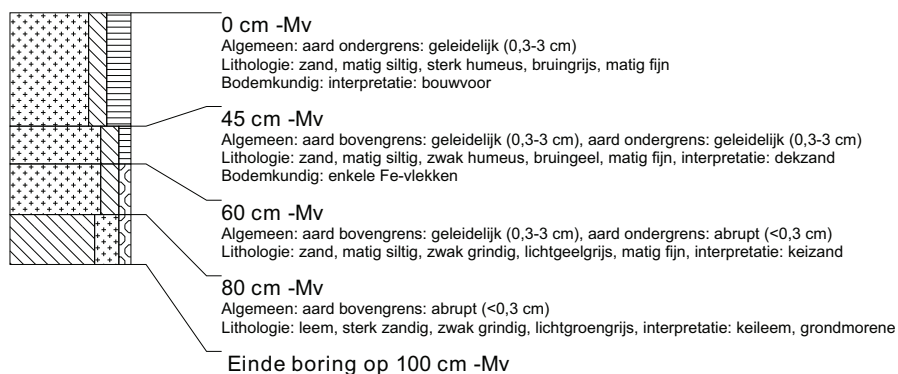 0 cm -Mv
Algemeen: aard ondergrens: geleidelijk (0,3-3 cm)
Lithologie: zand, matig siltig, sterk humeus, bruingrijs, matig fijn
Bodemkundig: interpretatie: bouwvoor
45 cm -Mv
Algemeen: aard bovengrens: geleidelijk (0,3-3 cm), aard ondergrens: geleidelijk (0,3-3 cm)
Lithologie: zand, matig siltig, zwak humeus, bruingeel, matig fijn, interpretatie: dekzand
Bodemkundig: enkele Fe-vlekken
60 cm -Mv
Algemeen: aard bovengrens: geleidelijk (0,3-3 cm), aard ondergrens: abrupt (<0,3 cm)
Lithologie: zand, matig siltig, zwak grindig, lichtgeelgrijs, matig fijn, interpretatie: keizand
80 cm -Mv
Algemeen: aard bovengrens: abrupt (<0,3 cm)
Lithologie: leem, sterk zandig, zwak grindig, lichtgroengrijs, interpretatie: keileem, grondmorene
Einde boring op 100 cm -Mv